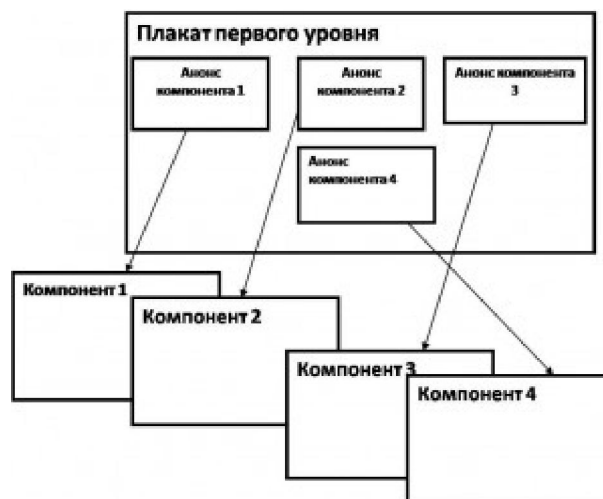 Плакат первого уровня
Анонс
компонента 1
Анонс
компонента 2
Анонс компонента
3
Анонс
компонента 4
Компонент 1
Компонент 2
Компонент 3
Компонент 4